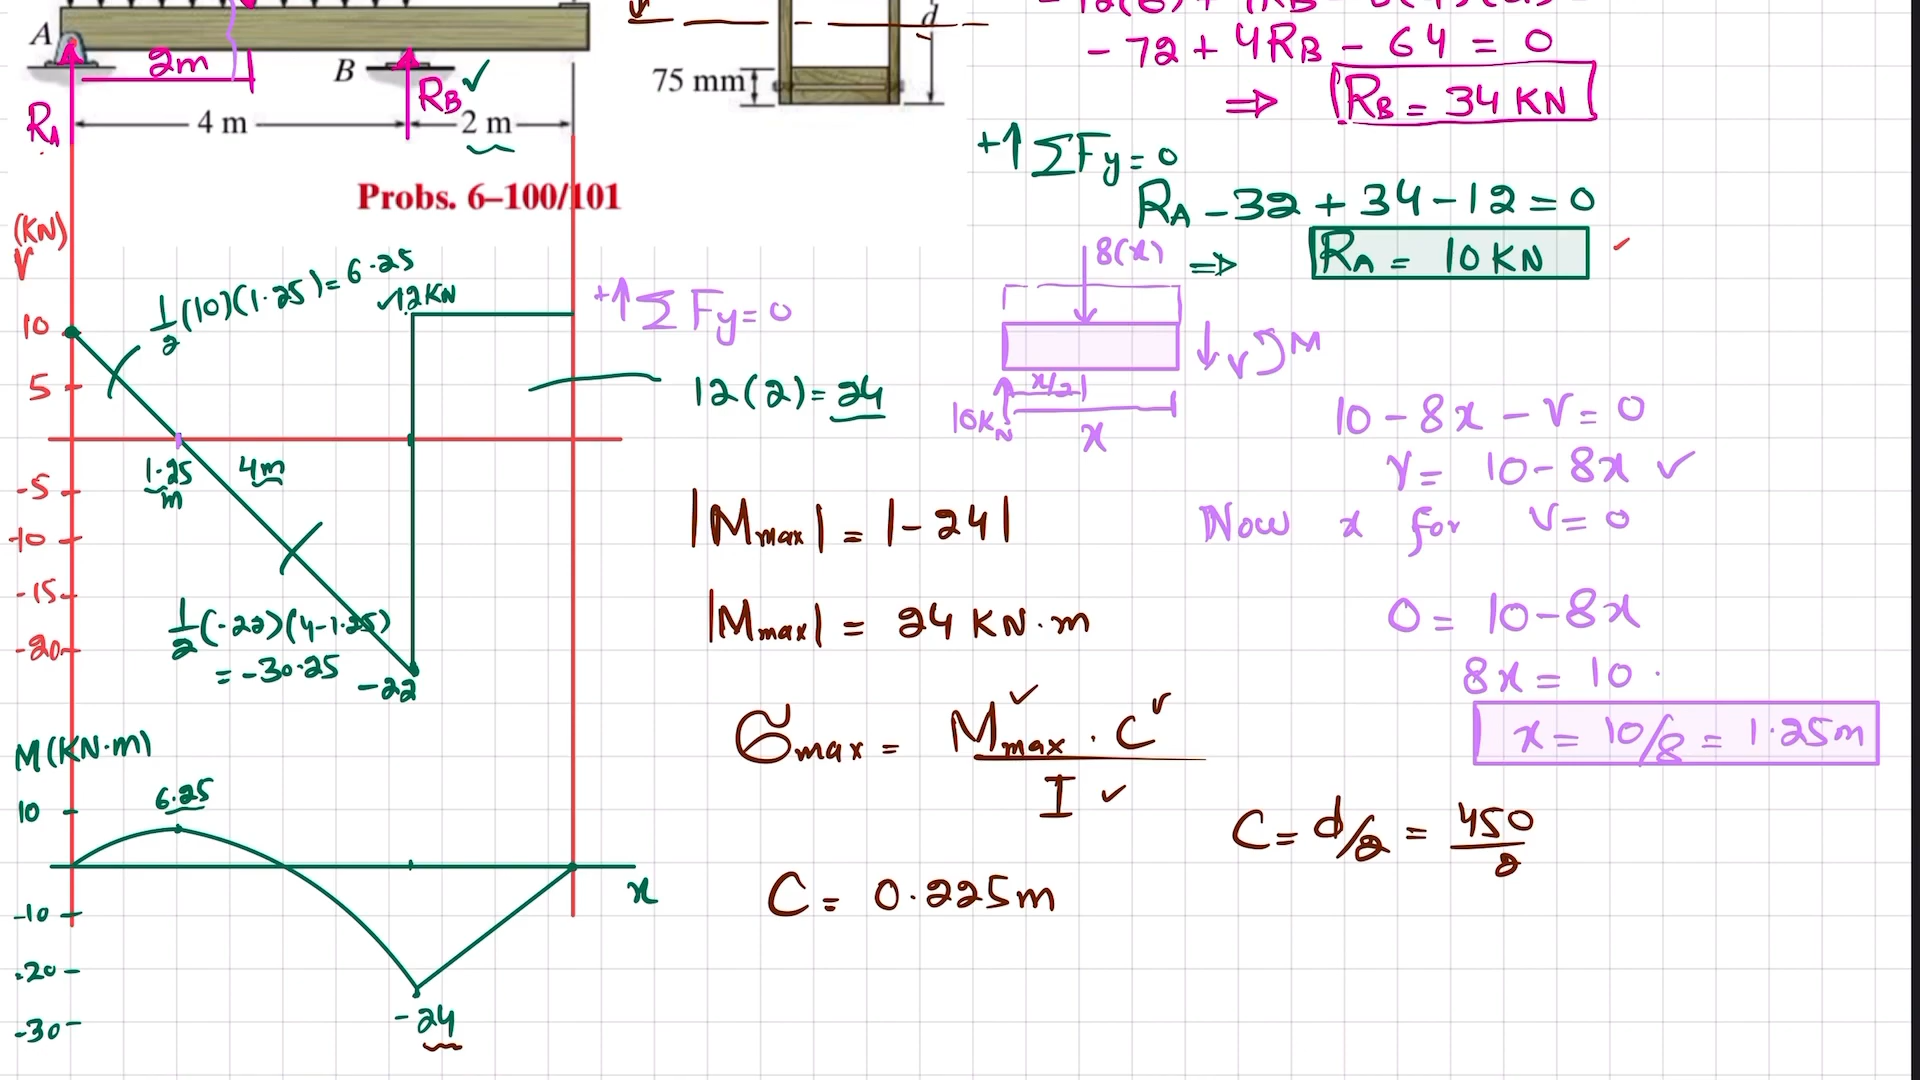 A
2m
B
RB ✓
RA
4 m
2 m
75 mm
d
Probs. 6–100/101
- 72 + 4RB - 64 = 0
⇒ RB = 34 KN
+↑ ΣFy = 0
RA - 32 + 34 - 12 = 0
⇒ RA = 10 KN
(KN)
V
10
5
-5
-10
-15
-20
1/2 (10)(1.25) = 6.25
12 KN
1.25 m
4m
1/2 (-22)(4-1.25)
= -30.25
-22
+↑ Σ Fy = 0
12(2) = 24
8(x)
10KN
x/2
x
V
M
10 - 8x - V = 0
V = 10 - 8x ✓
Now x for V = 0
0 = 10 - 8x
8x = 10
x = 10/8 = 1.25m
|Mmax| = |-24|
|Mmax| = 24 KN.m
σmax = Mmax ✓ . C ✓ / I ✓
C = d/2 = 450/2
C = 0.225m
M (KN.m)
10
6.25
-10
-20
-30
-24
x